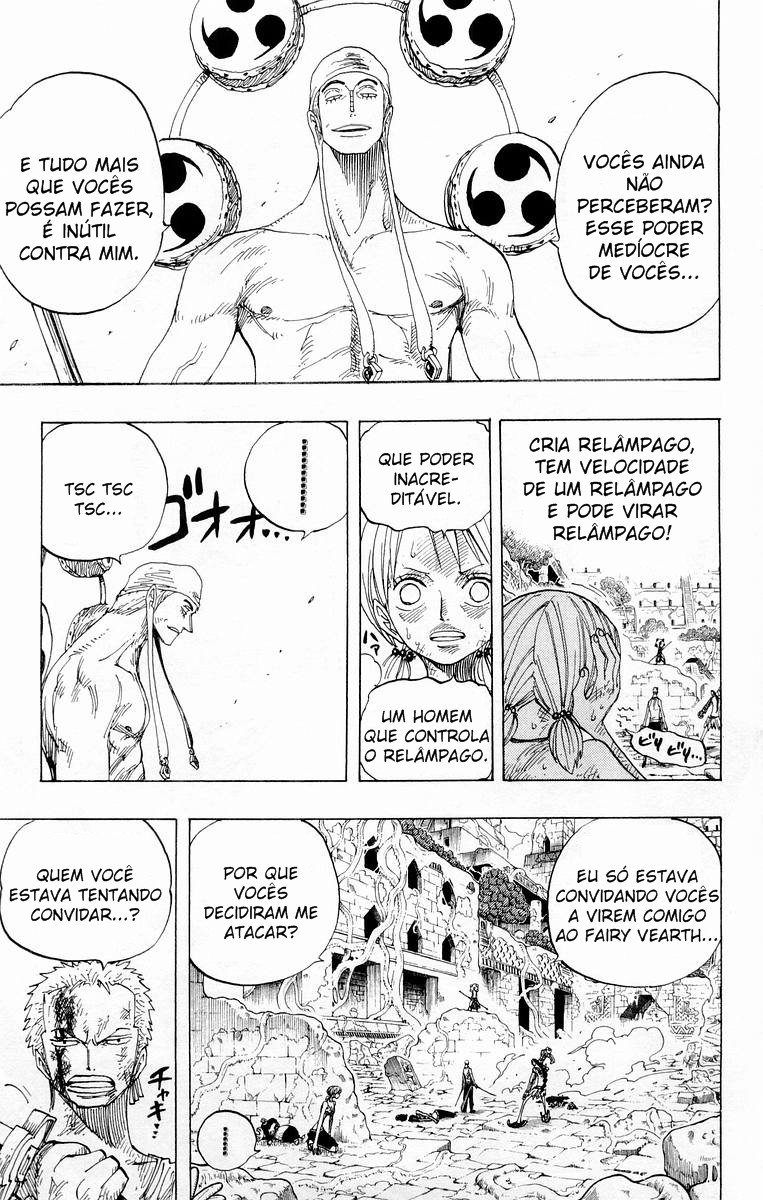 VOCÊS AINDA
NÃO
PERCEBERAM?
ESSE PODER
MEDÍOCRE
DE VOCÊS...
E TUDO MAIS
QUE VOCÊS
POSSAM FAZER,
É INÚTIL
CONTRA MIM.
CRIA RELÂMPAGO,
TEM VELOCIDADE
DE UM RELÂMPAGO
E PODE VIRAR
RELÂMPAGO!
ビリビリ...
QUE PODER
INACRE-
DITÁVEL.
UM HOMEM
QUE CONTROLA
O RELÂMPAGO.
ゴオオ...
TSC TSC
TSC...
EU SÓ ESTAVA
CONVIDANDO VOCÊS
A VIREM COMIGO
AO FAIRY VEARTH...
POR QUE
VOCÊS
DECIDIRAM ME
ATACAR?
QUEM VOCÊ
ESTAVA TENTANDO
CONVIDAR...?
チャキ...